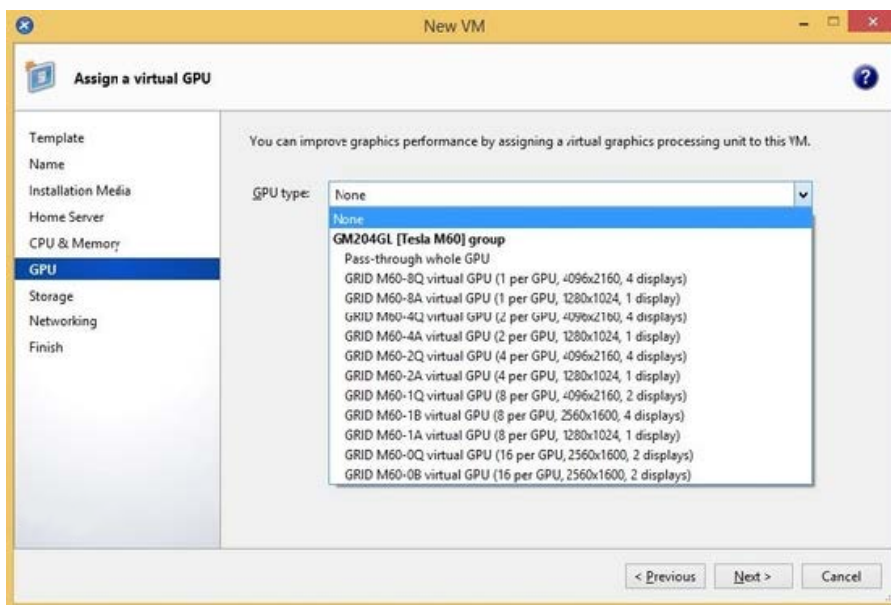 New VM
Assign a virtual GPU
Template
Name
Installation Media
Home Server
CPU & Memory
GPU
Storage
Networking
Finish
You can improve graphics performance by assigning a virtual graphics processing unit to this VM.
GPU type: None
None
GM204GL [Tesla M60] group
Pass-through whole GPU
GRID M60-8Q virtual GPU (1 per GPU, 4096x2160, 4 displays)
GRID M60-8A virtual GPU (1 per GPU, 1280x1024, 1 display)
GRID M60-4Q virtual GPU (2 per GPU, 4096x2160, 4 displays)
GRID M60-4A virtual GPU (2 per GPU, 1280x1024, 1 display)
GRID M60-2Q virtual GPU (4 per GPU, 4096x2160, 4 displays)
GRID M60-2A virtual GPU (4 per GPU, 1280x1024, 1 display)
GRID M60-1Q virtual GPU (8 per GPU, 4096x2160, 2 displays)
GRID M60-1B virtual GPU (8 per GPU, 2560x1600, 4 displays)
GRID M60-1A virtual GPU (8 per GPU, 1280x1024, 1 display)
GRID M60-0Q virtual GPU (16 per GPU, 2560x1600, 2 displays)
GRID M60-0B virtual GPU (16 per GPU, 2560x1600, 2 displays)
< Previous Next > Cancel